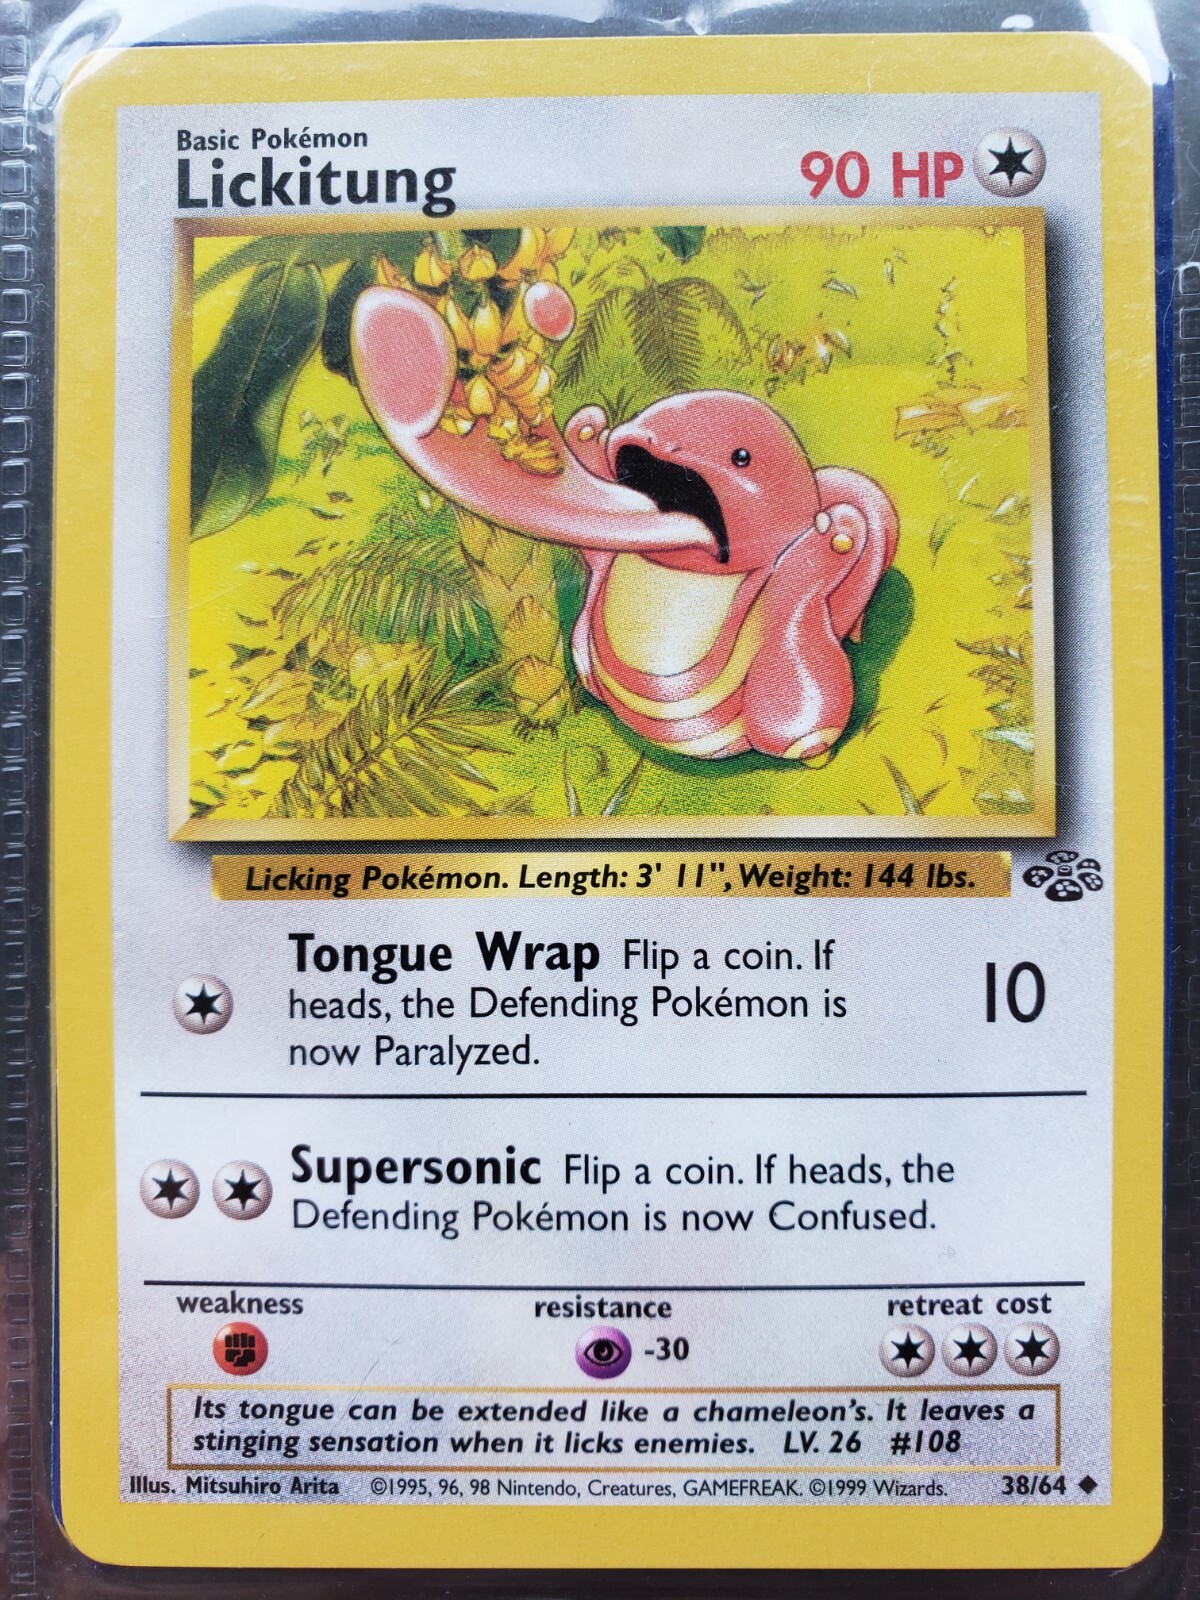 Basic Pokémon
Lickitung
90 HP
Licking Pokémon. Length: 3' 11", Weight: 144 lbs.
Tongue Wrap Flip a coin. If
heads, the Defending Pokémon is
now Paralyzed.
10
Supersonic Flip a coin. If heads, the
Defending Pokémon is now Confused.
weakness
resistance
retreat cost
-30
Its tongue can be extended like a chameleon's. It leaves a
stinging sensation when it licks enemies. LV. 26 #108
Illus. Mitsuhiro Arita ©1995, 96, 98 Nintendo, Creatures, GAMEFREAK. ©1999 Wizards. 38/64